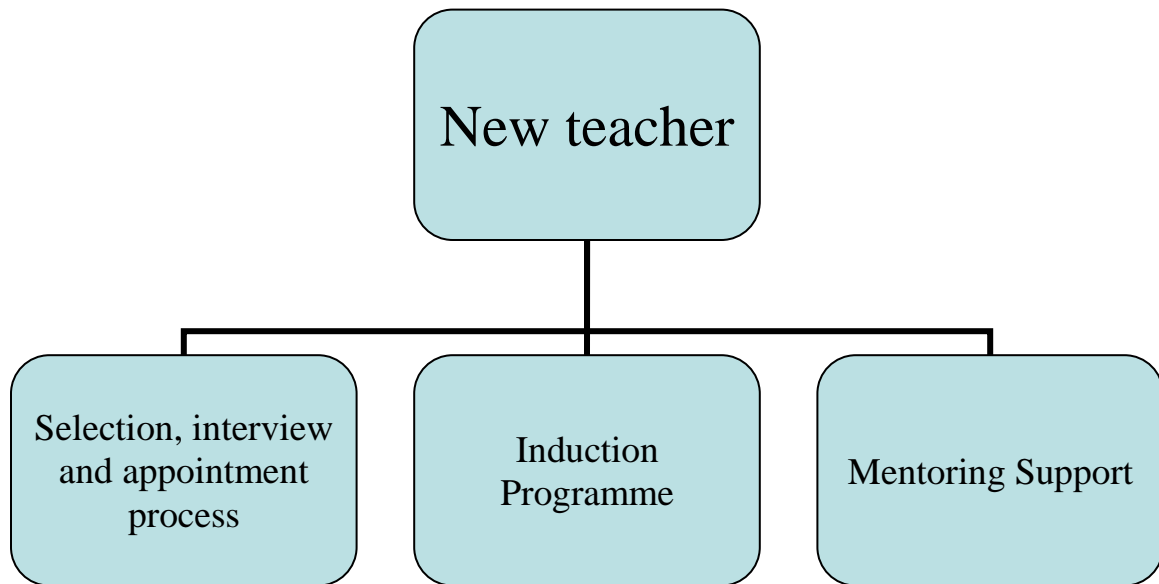 New teacher
Selection, interview
and appointment
process
Induction
Programme
Mentoring Support